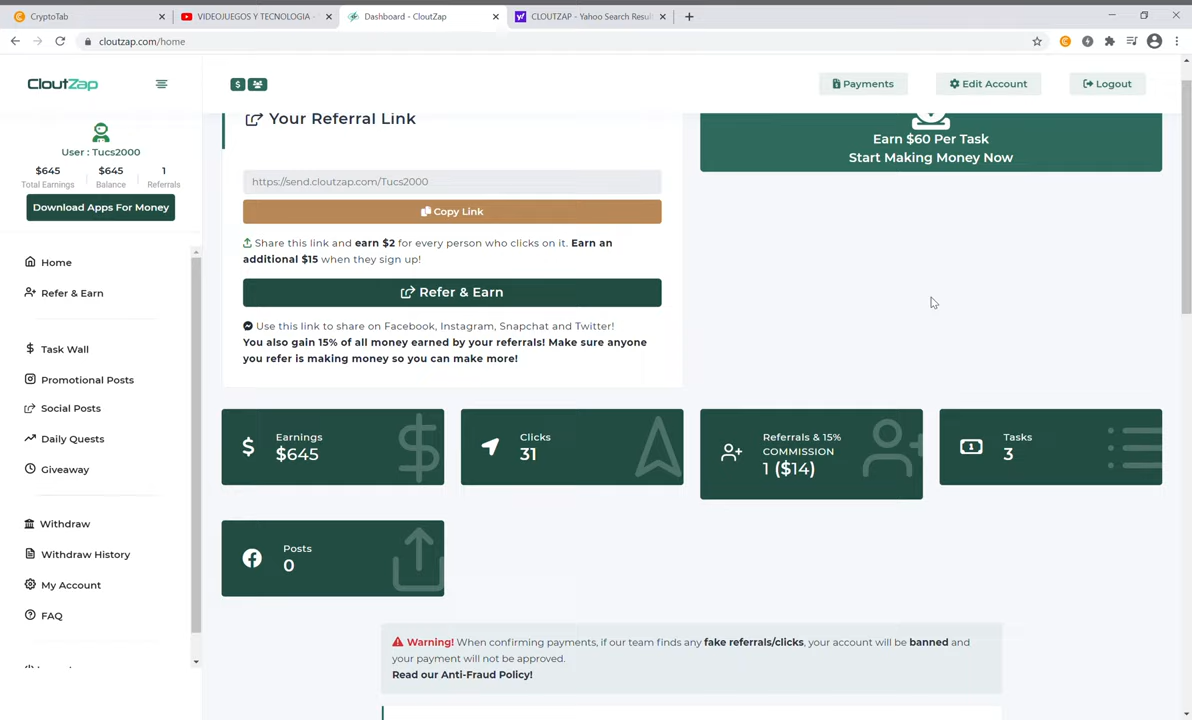 CryptoTab
VIDEOJUEGOS Y TECNOLOGIA -
Dashboard - CloutZap
CLOUTZAP - Yahoo Search Result
cloutzap.com/home
CloutZap
Payments
Edit Account
Logout
User : Tucs2000
$645
$645
1
Total Earnings
Balance
Referrals
Download Apps For Money
Home
Refer & Earn
Task Wall
Promotional Posts
Social Posts
Daily Quests
Giveaway
Withdraw
Withdraw History
My Account
FAQ
Your Referral Link
https://send.cloutzap.com/Tucs2000
Copy Link
Share this link and earn $2 for every person who clicks on it. Earn an
additional $15 when they sign up!
Refer & Earn
Use this link to share on Facebook, Instagram, Snapchat and Twitter!
You also gain 15% of all money earned by your referrals! Make sure anyone
you refer is making money so you can make more!
Earn $60 Per Task
Start Making Money Now
Earnings
$645
Clicks
31
Referrals & 15%
COMMISSION
1 ($14)
Tasks
3
Posts
0
Warning! When confirming payments, if our team finds any fake referrals/clicks, your account will be banned and
your payment will not be approved.
Read our Anti-Fraud Policy!